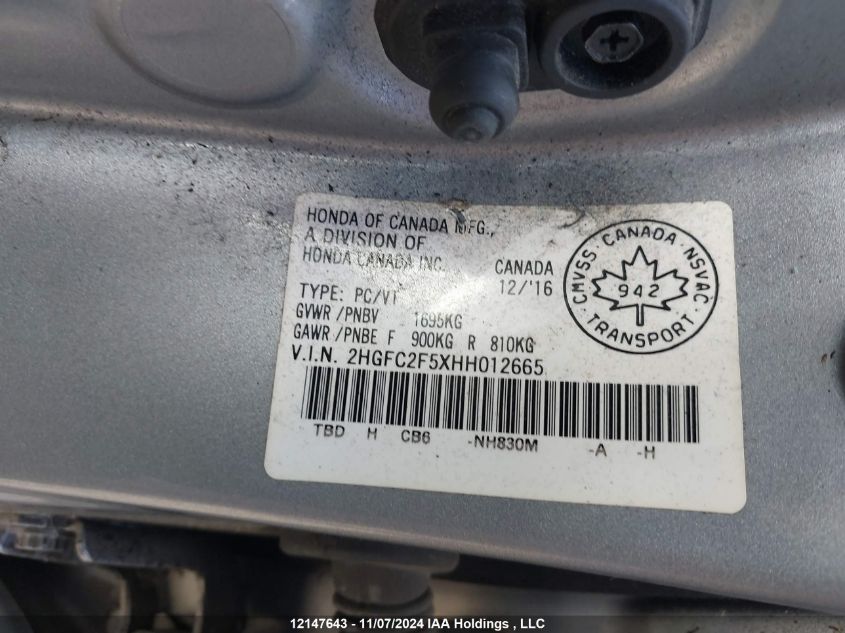 HONDA OF CANADA MFG.,
A DIVISION OF
HONDA CANADA INC.
CANADA
12/'16
TYPE: PC/VT
GVWR/PNBV 1695KG
GAWR/PNBE F 900KG R 810KG
V.I.N. 2HGFC2F5XHH012665
TBD H CB6 -NH830M -A -H
CMVSS · CANADA · NSVAC
942
TRANSPORT
12147643 - 11/07/2024 IAA Holdings , LLC